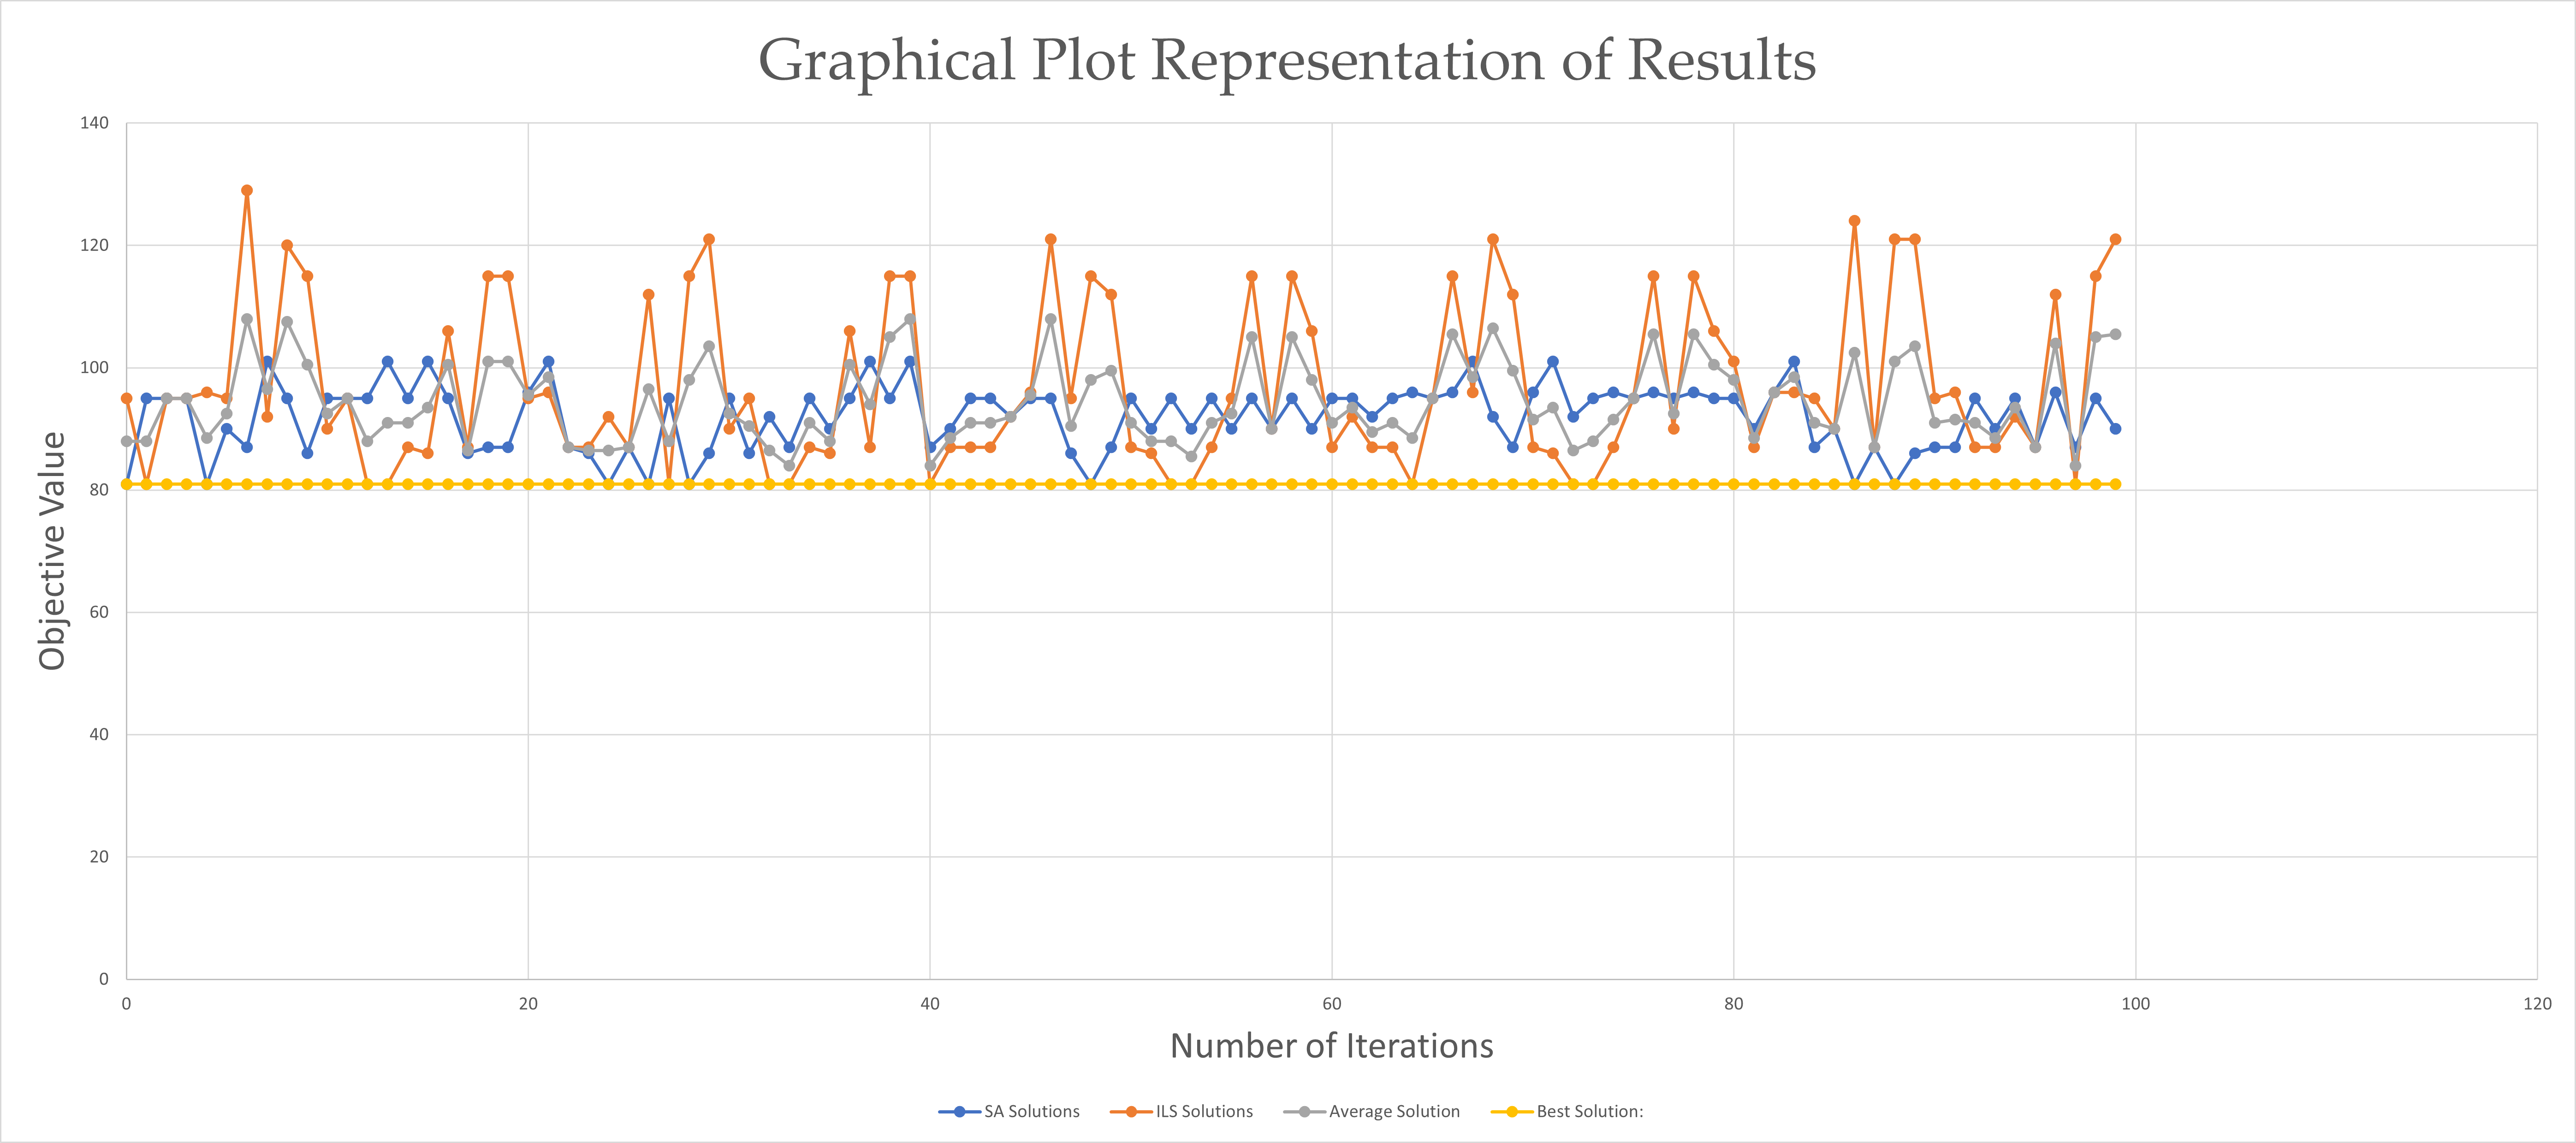 Graphical Plot Representation of Results
140
120
100
80
60
40
20
0
Objective Value
0 20 40 60 80 100 120
Number of Iterations
SA Solutions ILS Solutions Average Solution Best Solution: